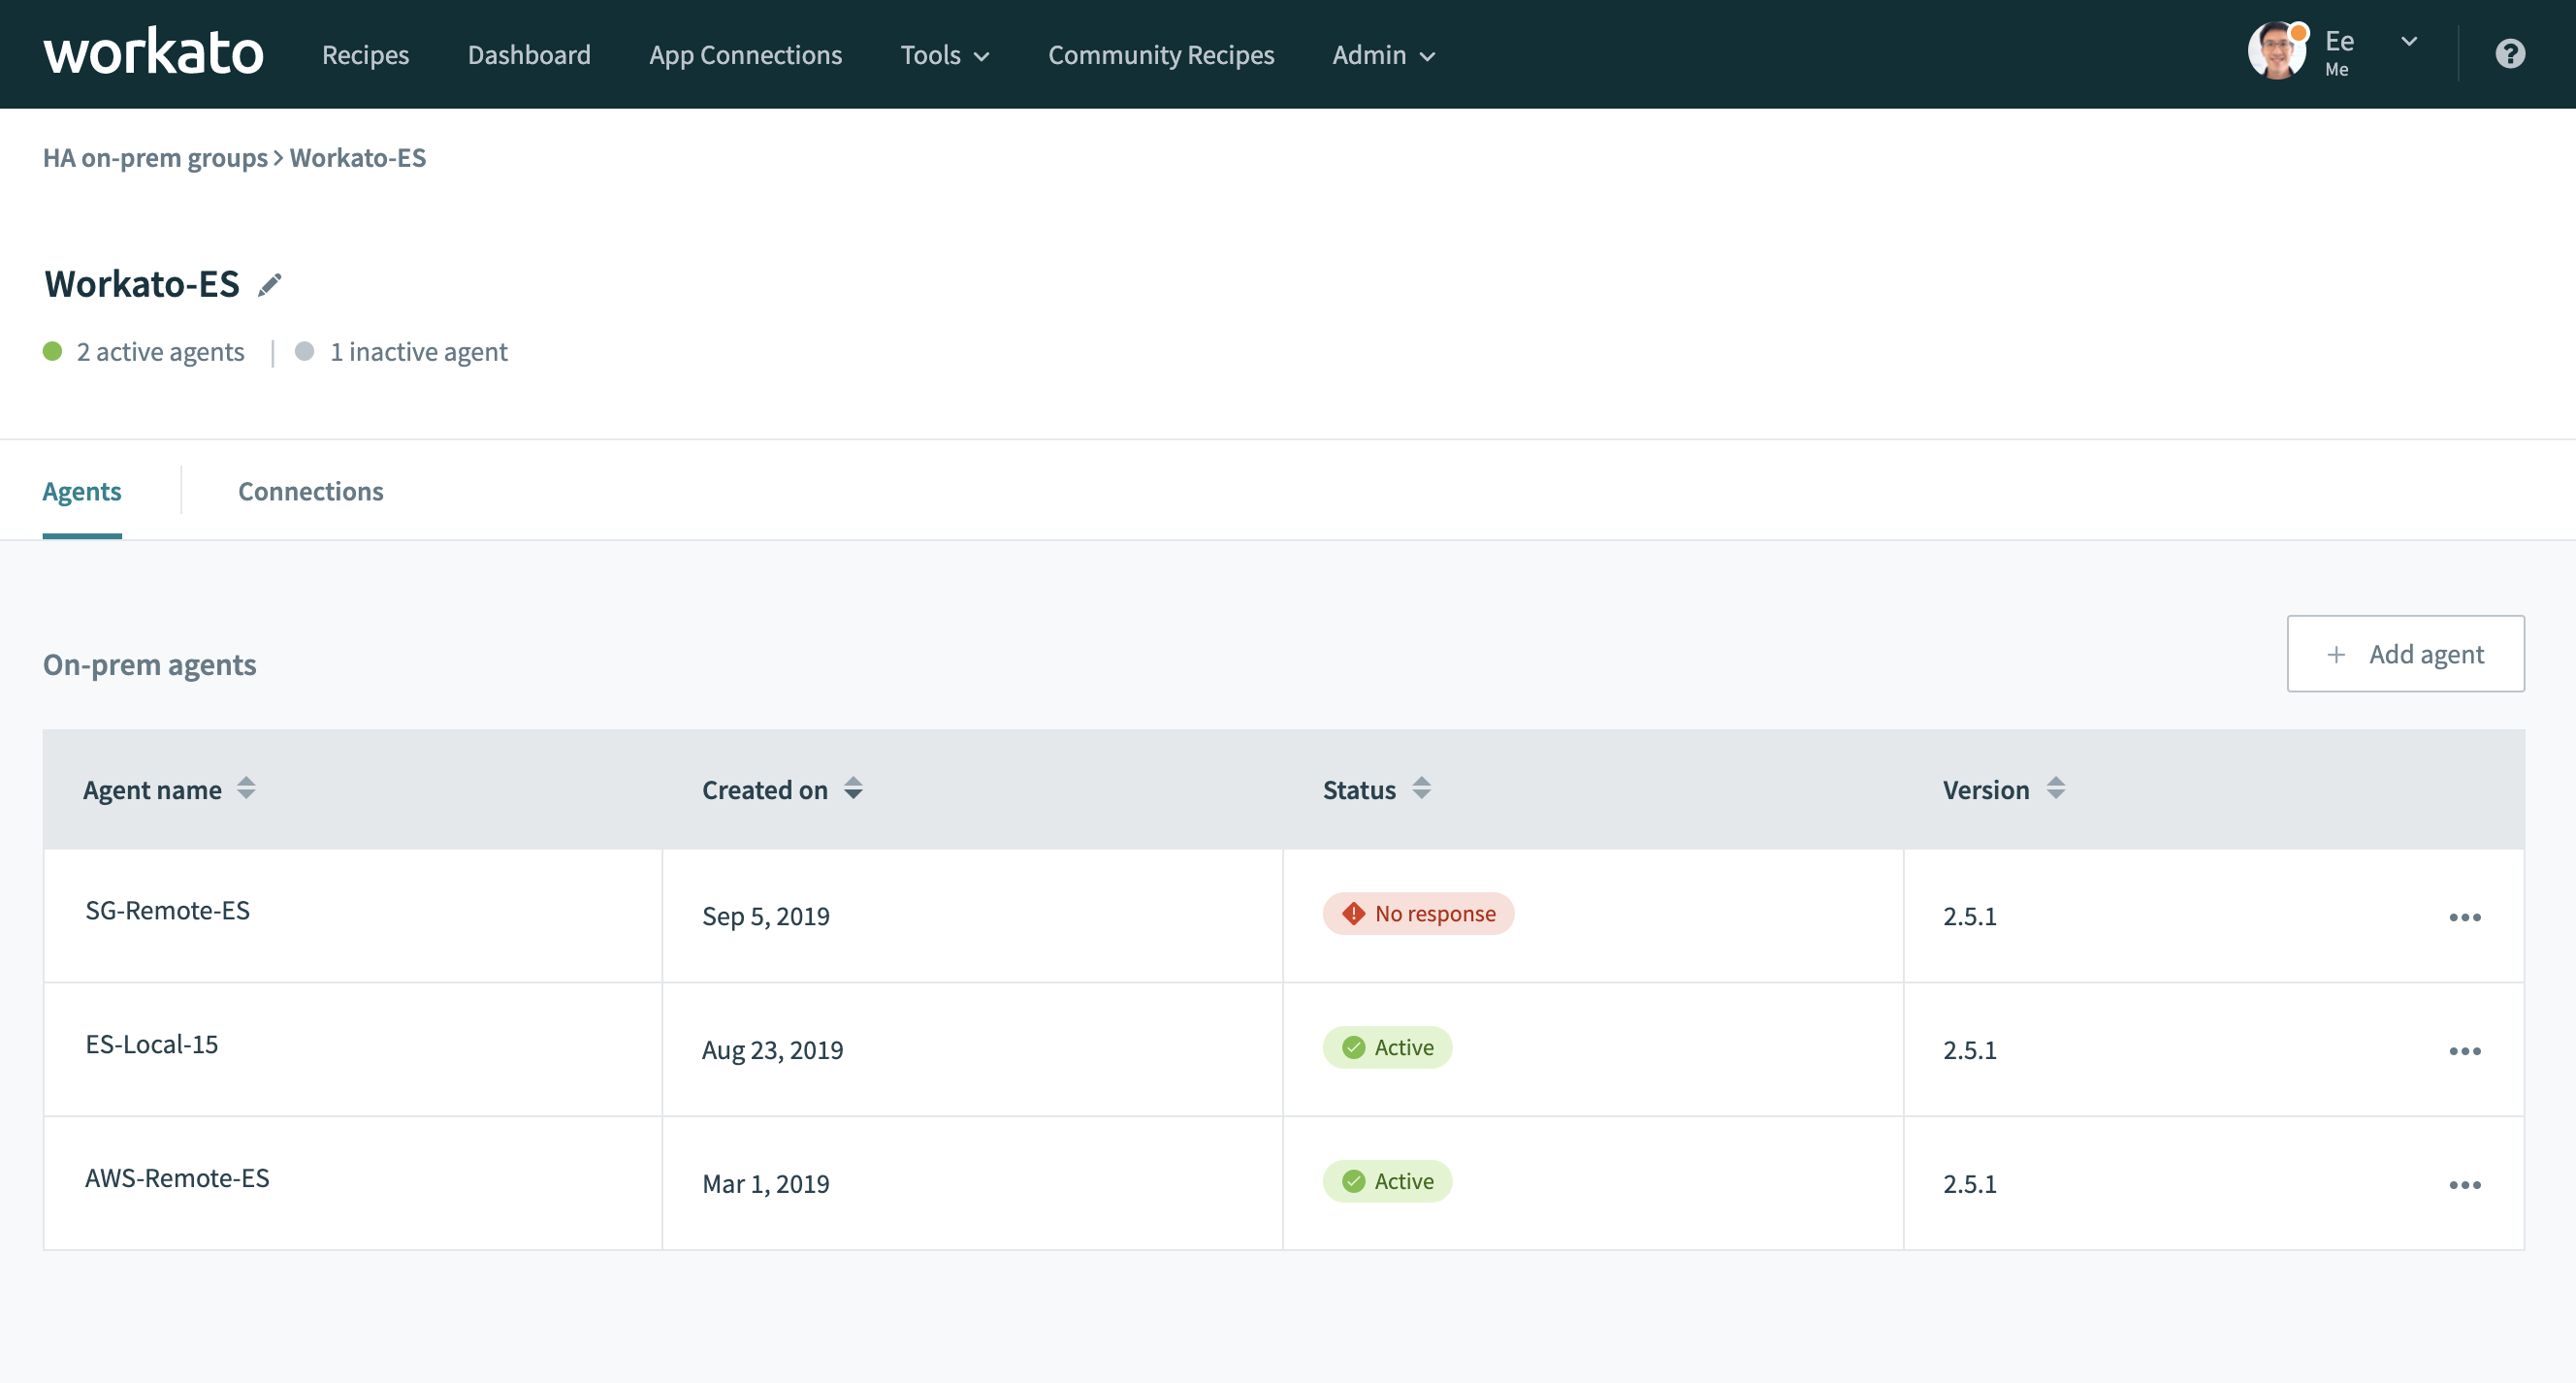 workato Recipes Dashboard App Connections Tools Community Recipes Admin Ee
Me
HA on-prem groups > Workato-ES
Workato-ES
2 active agents | 1 inactive agent
Agents Connections
On-prem agents + Add agent
Agent name Created on Status Version
SG-Remote-ES Sep 5, 2019 No response 2.5.1
ES-Local-15 Aug 23, 2019 Active 2.5.1
AWS-Remote-ES Mar 1, 2019 Active 2.5.1